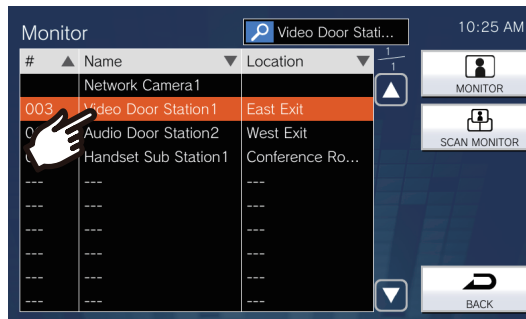 Monitor
Video Door Stati...
10:25 AM
# Name Location
1
1
Network Camera1
003 Video Door Station1 East Exit
Audio Door Station2 West Exit
Handset Sub Station1 Conference Ro...
--- --- ---
--- --- ---
--- --- ---
--- --- ---
--- --- ---
--- --- ---
MONITOR
SCAN MONITOR
BACK